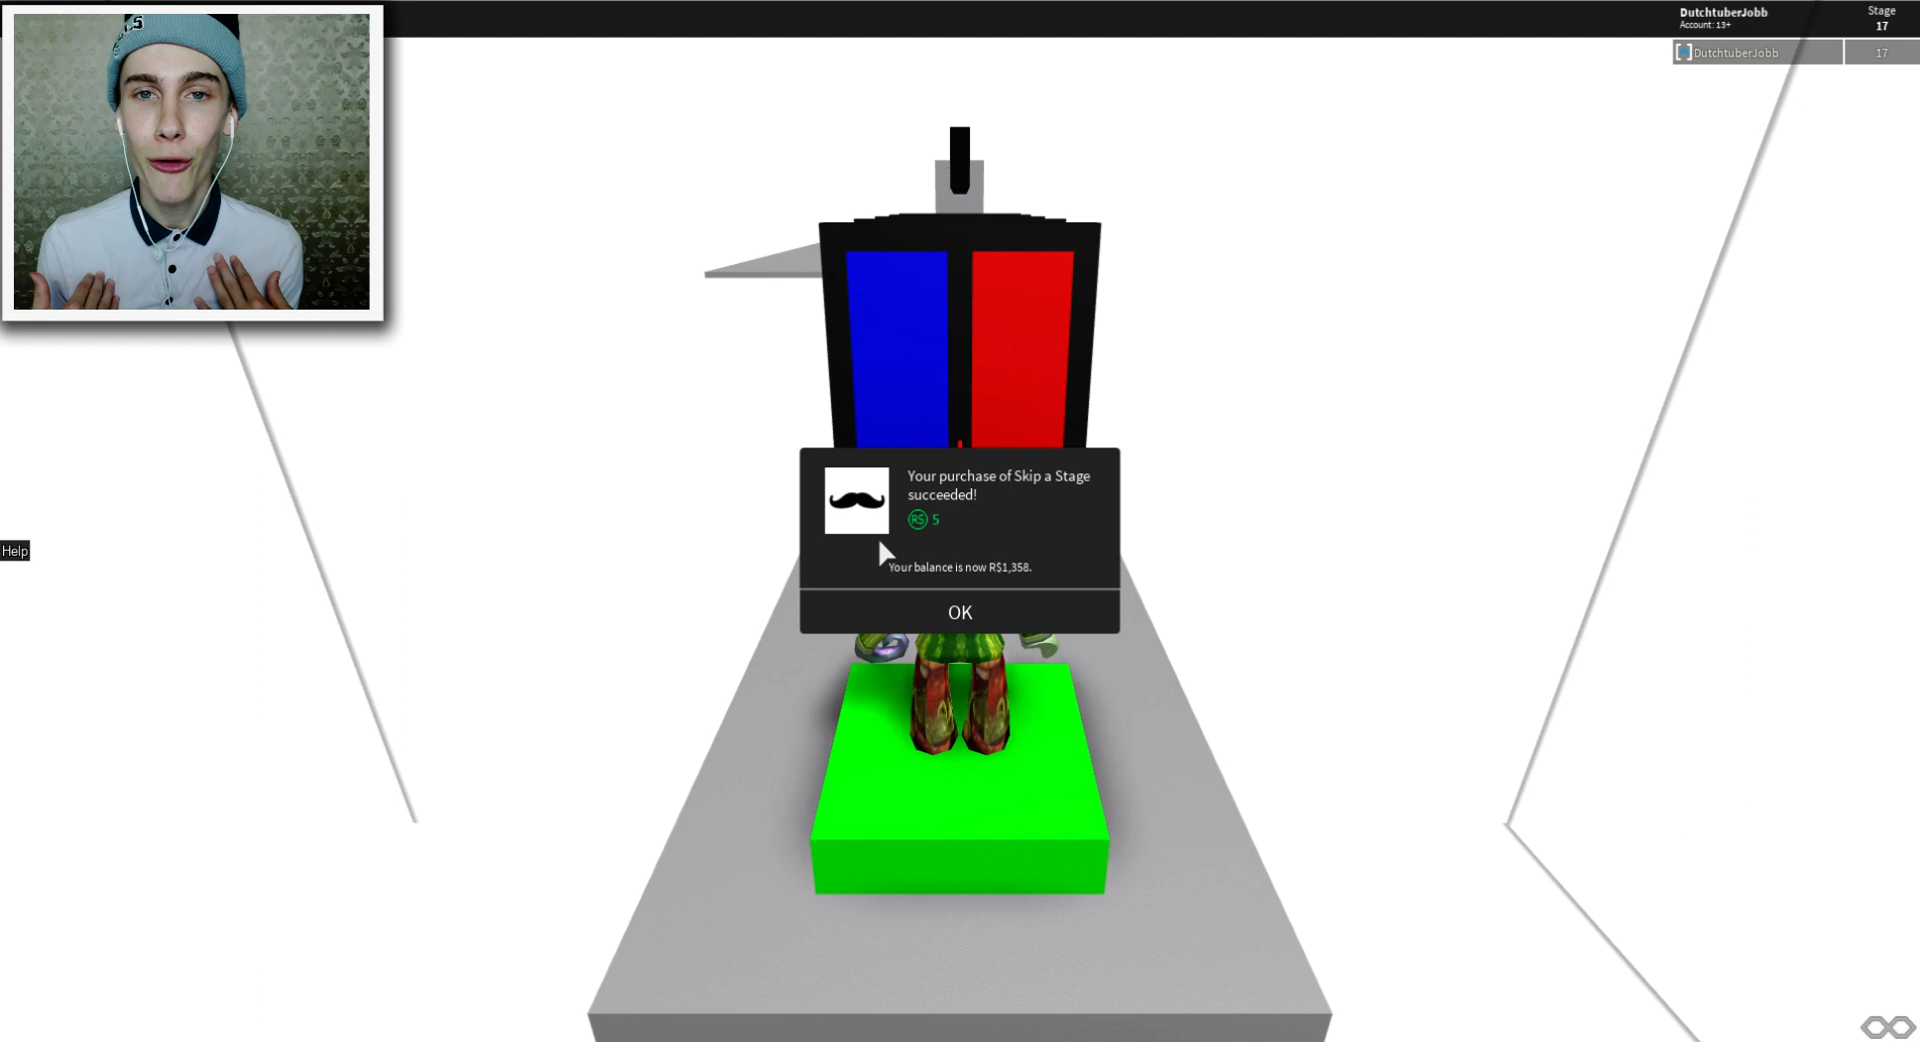 DutchtuberJobb
Account: 13+
Stage
17
DutchtuberJobb
17
Your purchase of Skip a Stage
succeeded!
R$ 5
Your balance is now R$1,358.
OK
Help